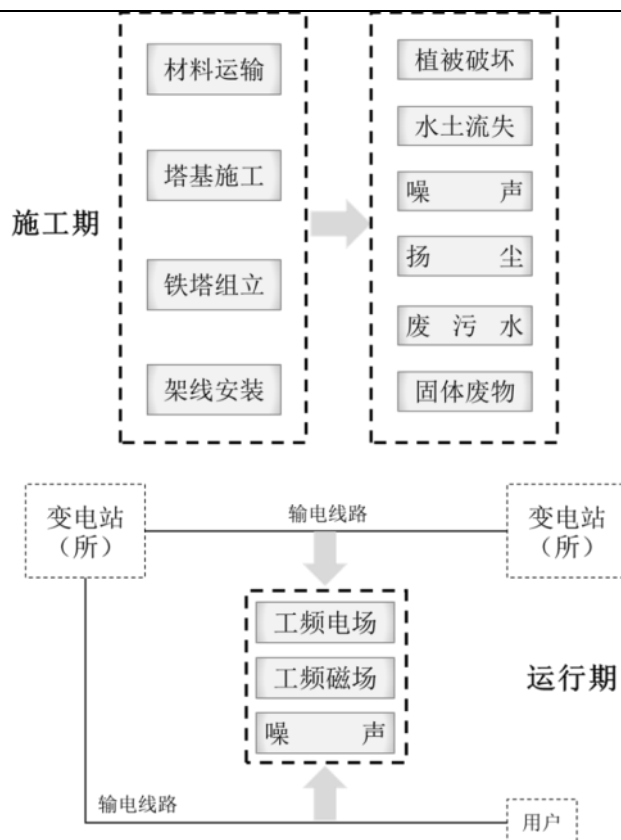 施工期
材料运输
塔基施工
铁塔组立
架线安装
植被破坏
水土流失
噪 声
扬 尘
废 污 水
固体废物
变电站
（所）
输电线路
变电站
（所）
工频电场
工频磁场
噪 声
运行期
输电线路
用户